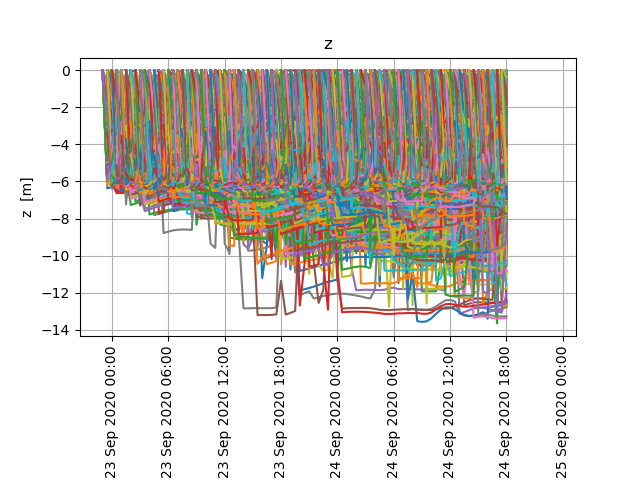 z
0
−2
−4
−6
−8
−10
−12
−14
z [m]
23 Sep 2020 00:00
23 Sep 2020 06:00
23 Sep 2020 12:00
23 Sep 2020 18:00
24 Sep 2020 00:00
24 Sep 2020 06:00
24 Sep 2020 12:00
24 Sep 2020 18:00
25 Sep 2020 00:00